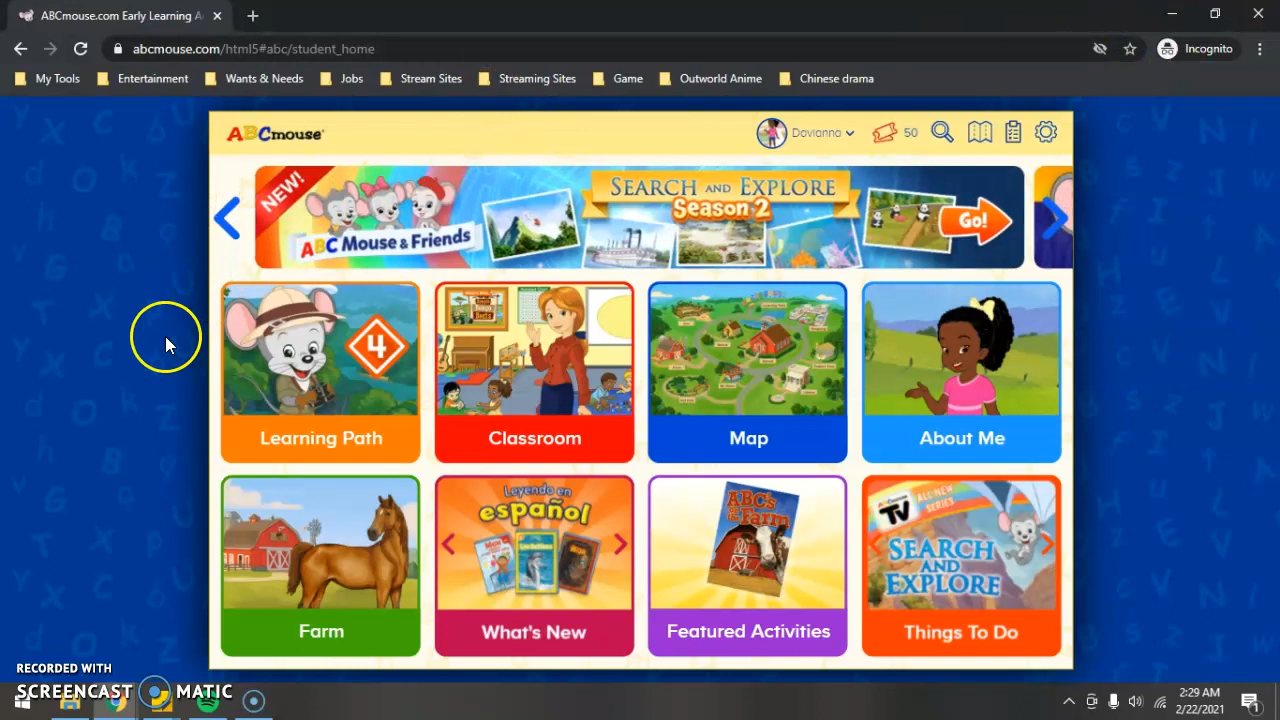 ABCmouse.com Early Learning A
abcmouse.com/html5#abc/student_home
Incognito
My Tools
Entertainment
Wants & Needs
Jobs
Stream Sites
Streaming Sites
Game
Outworld Anime
Chinese drama
ABCmouse
Davianna
50
NEW!
ABC Mouse & Friends
SEARCH AND EXPLORE
Season 2
Go!
4
Learning Path
Classroom
Map
About Me
Leyendo en
español
ABC's
Farm
ABCmouse
TV
ALL-NEW
SERIES
SEARCH
AND
EXPLORE
Farm
What's New
Featured Activities
Things To Do
RECORDED WITH
SCREENCAST MATIC
2:29 AM
2/22/2021
1